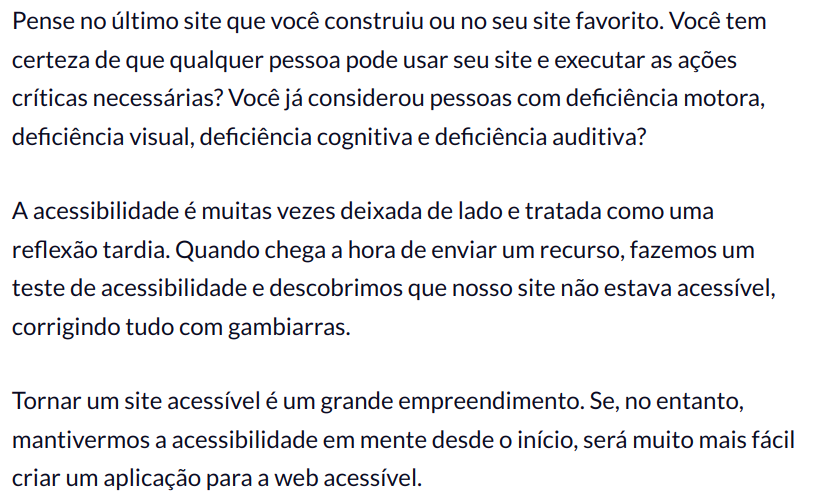 Pense no último site que você construiu ou no seu site favorito. Você tem
certeza de que qualquer pessoa pode usar seu site e executar as ações
críticas necessárias? Você já considerou pessoas com deficiência motora,
deficiência visual, deficiência cognitiva e deficiência auditiva?
A acessibilidade é muitas vezes deixada de lado e tratada como uma
reflexão tardia. Quando chega a hora de enviar um recurso, fazemos um
teste de acessibilidade e descobrimos que nosso site não estava acessível,
corrigindo tudo com gambiarras.
Tornar um site acessível é um grande empreendimento. Se, no entanto,
mantivermos a acessibilidade em mente desde o início, será muito mais fácil
criar um aplicação para a web acessível.